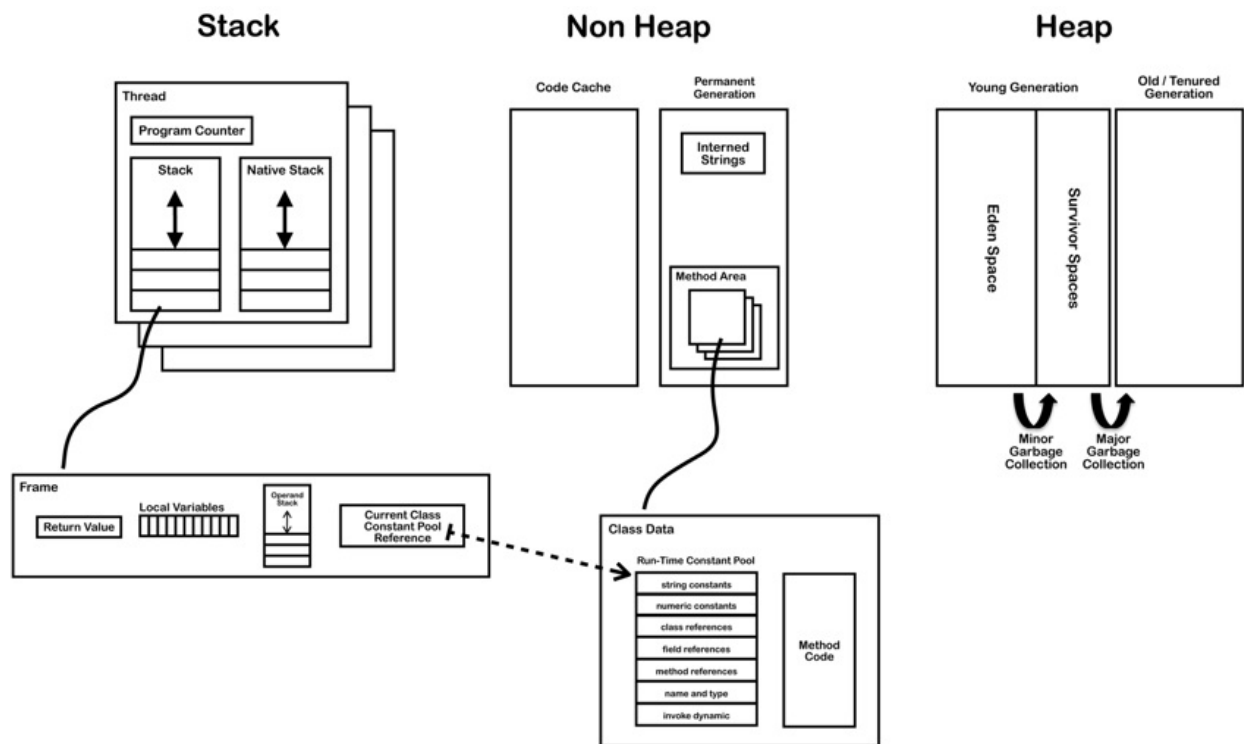 Stack
Non Heap
Heap
Thread
Program Counter
Stack
Native Stack
Code Cache
Permanent
Generation
Interned
Strings
Method Area
Young Generation
Old / Tenured
Generation
Eden Space
Survivor Spaces
Minor
Garbage
Collection
Major
Garbage
Collection
Frame
Return Value
Local Variables
Operand
Stack
Current Class
Constant Pool
Reference
Class Data
Run-Time Constant Pool
string constants
numeric constants
class references
field references
method references
name and type
invoke dynamic
Method
Code